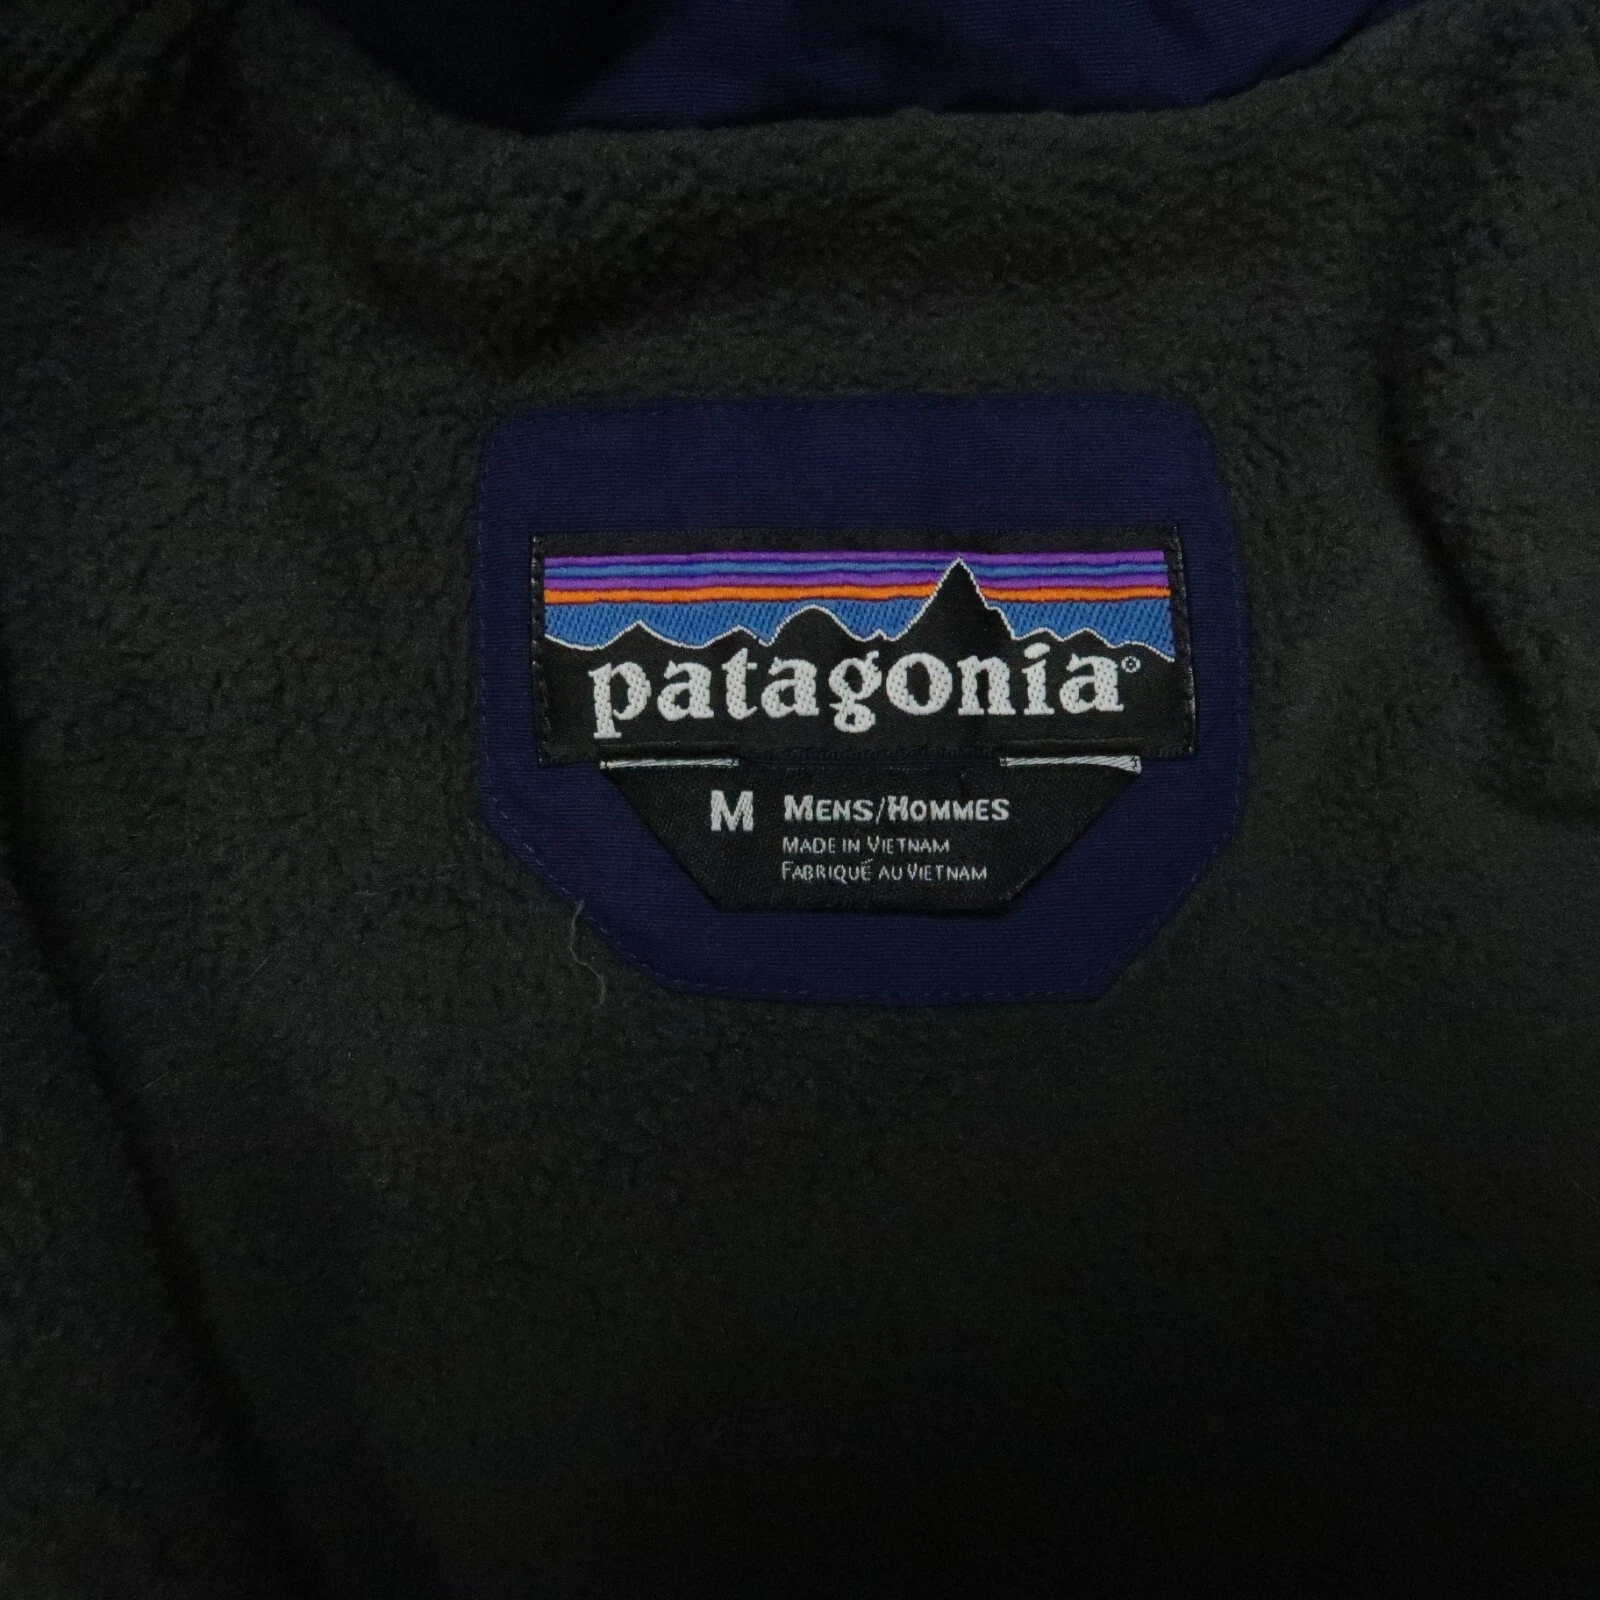 patagonia®
M MENS/HOMMES
MADE IN VIETNAM
FABRIQUÉ AU VIETNAM